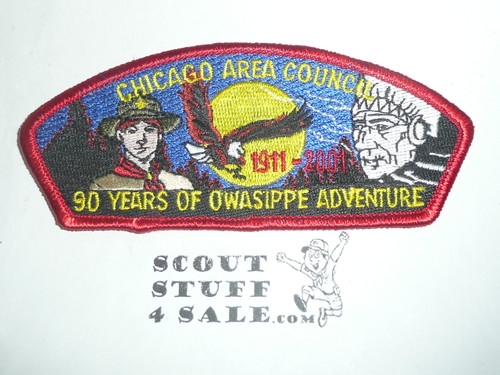 CHICAGO AREA COUNCIL
1911-2001
90 YEARS OF OWASIPPE ADVENTURE
SCOUT
STUFF
4 SALE.COM